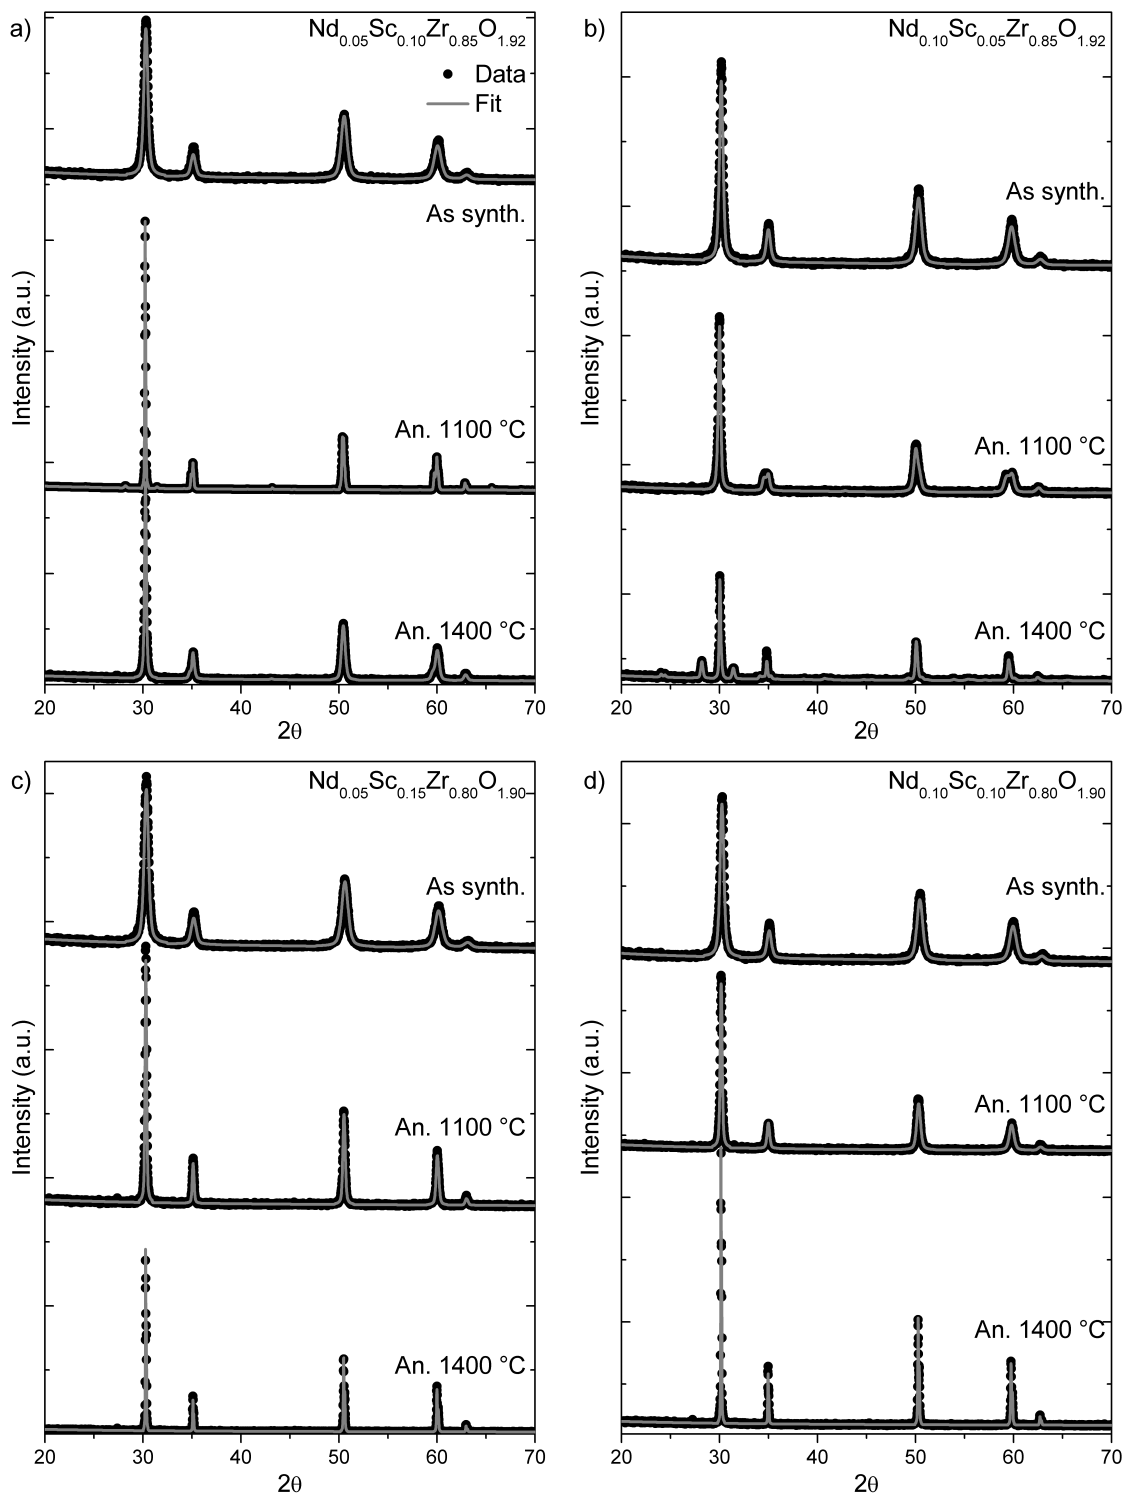 a)
Nd0.05Sc0.10Zr0.85O1.92
Data
Fit
As synth.
An. 1100 °C
An. 1400 °C
Intensity (a.u.)
20 30 40 50 60 70
2θ
b)
Nd0.10Sc0.05Zr0.85O1.92
As synth.
An. 1100 °C
An. 1400 °C
Intensity (a.u.)
20 30 40 50 60 70
2θ
c)
Nd0.05Sc0.15Zr0.80O1.90
As synth.
An. 1100 °C
An. 1400 °C
Intensity (a.u.)
20 30 40 50 60 70
2θ
d)
Nd0.10Sc0.10Zr0.80O1.90
As synth.
An. 1100 °C
An. 1400 °C
Intensity (a.u.)
20 30 40 50 60 70
2θ